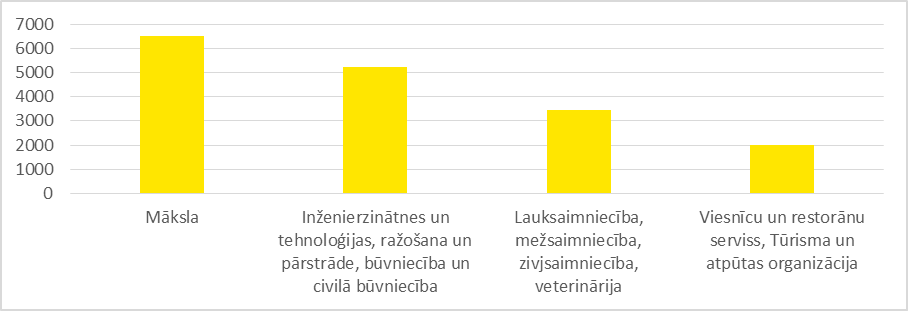 7000
6000
5000
4000
3000
2000
1000
0
Māksla
Inženierzinātnes un
tehnoloģijas, ražošana un
pārstrāde, būvniecība un
civilā būvniecība
Lauksaimniecība,
mežsaimniecība,
zivjsaimniecība,
veterinārija
Viesnīcu un restorānu
serviss, Tūrisma un
atpūtas organizācija